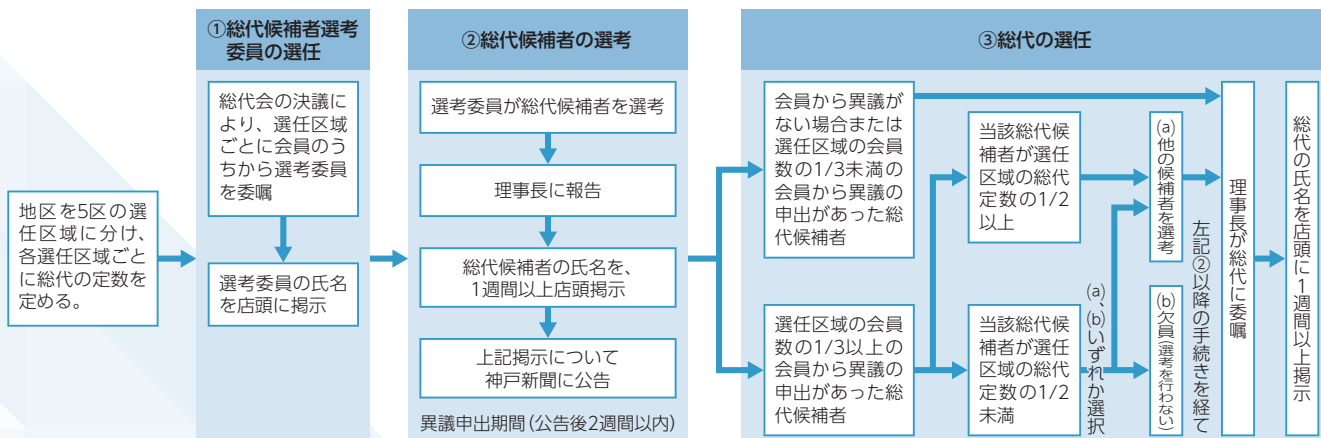 ①総代候補者選考
委員の選任
②総代候補者の選考
③総代の選任
地区を5区の選
任区域に分け、
各選任区域ごと
に総代の定数を
定める。
総代会の決議に
より、選任区域
ごとに会員のう
ちから選考委員
を委嘱
選考委員の氏名
を店頭に掲示
選考委員が総代候補者を選考
理事長に報告
総代候補者の氏名を、
1週間以上店頭掲示
上記掲示について
神戸新聞に公告
異議申出期間(公告後2週間以内)
会員から異議が
ない場合または
選任区域の会員
数の1/3未満の
会員から異議の
申出があった総
代候補者
選任区域の会員
数の1/3以上の
会員から異議の
申出があった総
代候補者
当該総代候
補者が選任
区域の総代
定数の1/2
以上
当該総代候
補者が選任
区域の総代
定数の1/2
未満
(a)、(b)いずれか選択
(a)他の候補者を選考
(b)欠員(選考を行わない)
左記②以降の手続きを経て
理事長が総代に委嘱
総代の氏名を店頭に1週間以上掲示